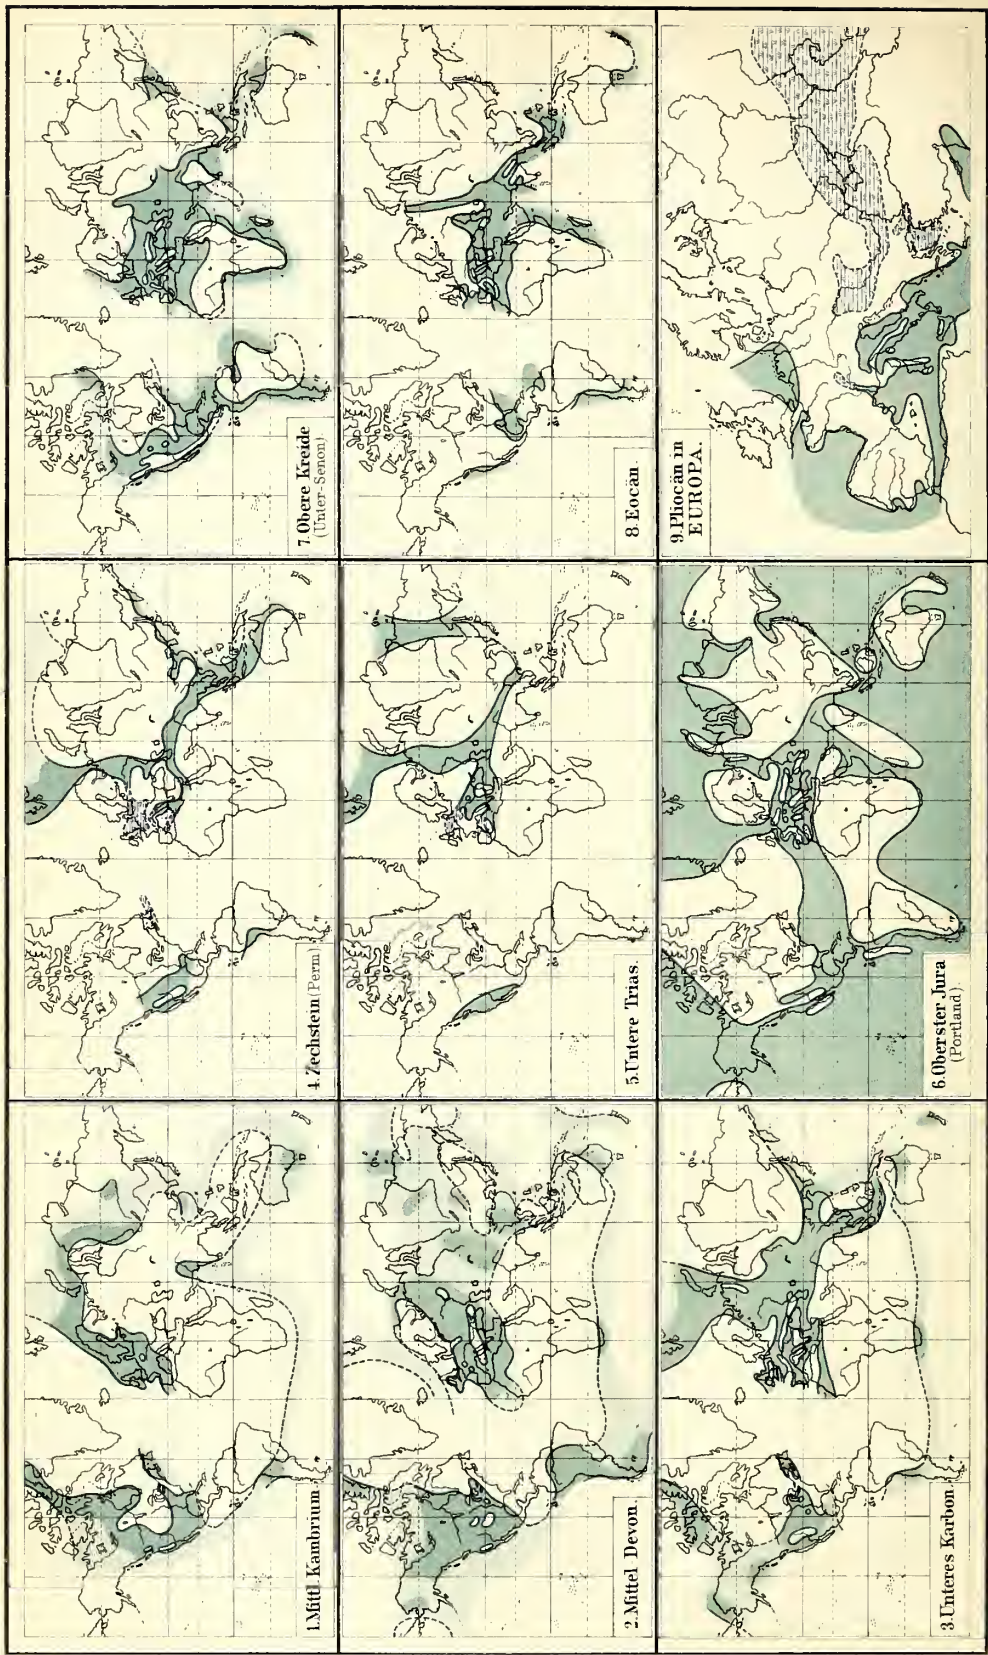 1. Mittl. Kambrium.
2. Mittel Devon.
3. Unteres Karbon.
4. Zechstein (Perm)
5. Untere Trias.
6. Oberster Jura
(Portland).
7. Obere Kreide
(Unter-Senon).
8. Eocän.
9. Pliocän in
EUROPA.